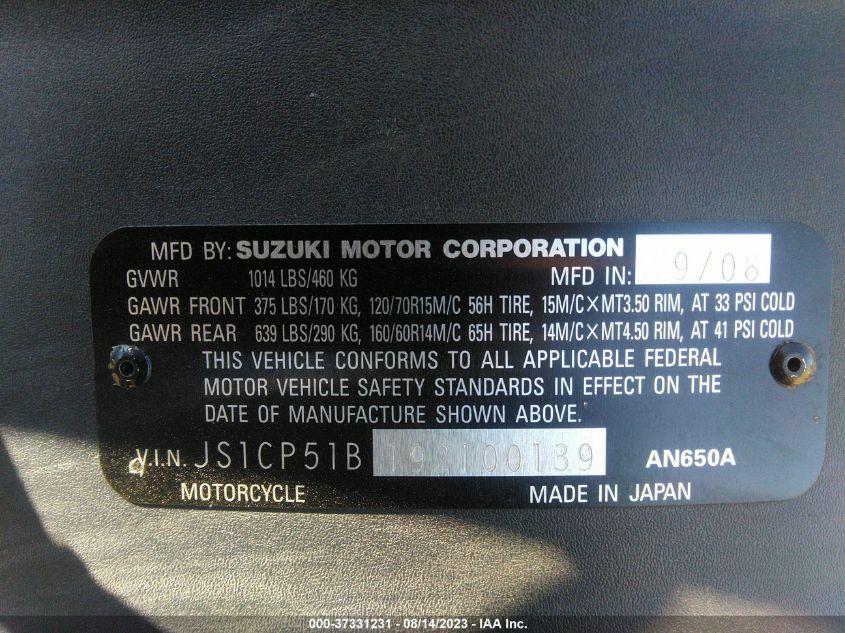 MFD BY: SUZUKI MOTOR CORPORATION
GVWR 1014 LBS/460 KG MFD IN: 9/08
GAWR FRONT 375 LBS/170 KG, 120/70R15M/C 56H TIRE, 15M/C×MT3.50 RIM, AT 33 PSI COLD
GAWR REAR 639 LBS/290 KG, 160/60R14M/C 65H TIRE, 14M/C×MT4.50 RIM, AT 41 PSI COLD
THIS VEHICLE CONFORMS TO ALL APPLICABLE FEDERAL
MOTOR VEHICLE SAFETY STANDARDS IN EFFECT ON THE
DATE OF MANUFACTURE SHOWN ABOVE.
V.I.N. JS1CP51B 192100139 AN650A
MOTORCYCLE MADE IN JAPAN
000-37331231 - 08/14/2023 - IAA Inc.